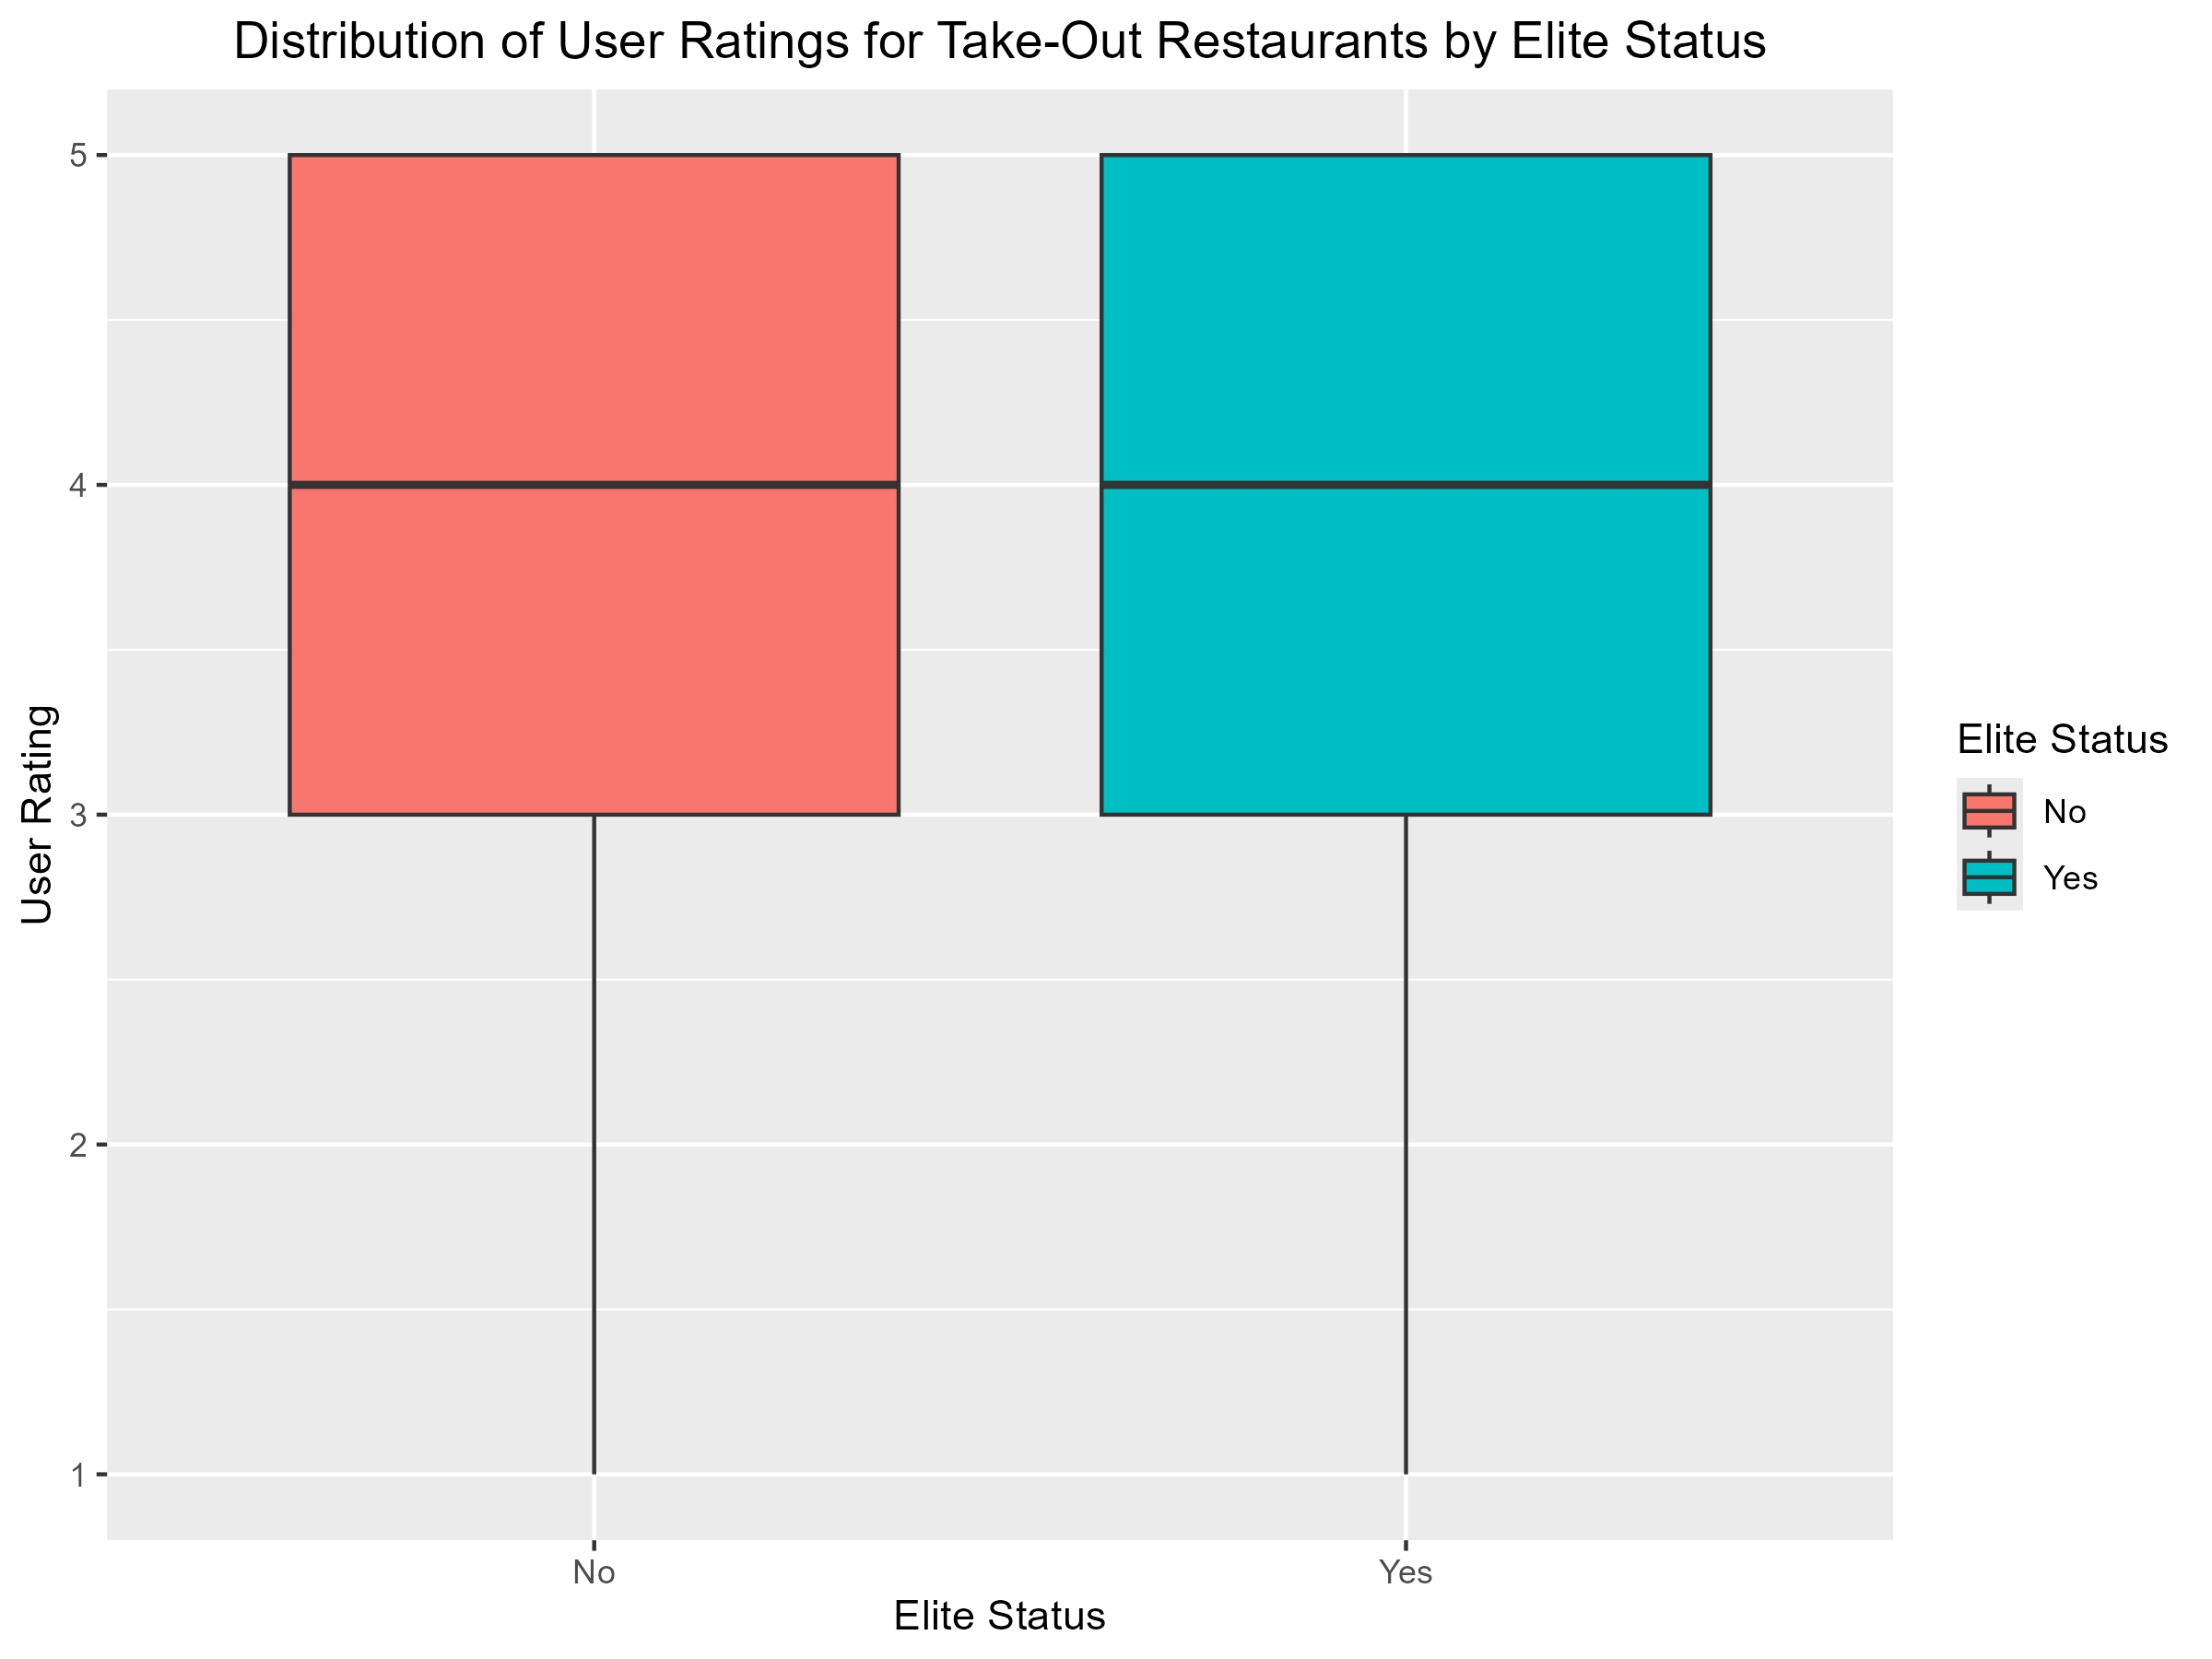 Distribution of User Ratings for Take-Out Restaurants by Elite Status
User Rating
5
4
3
2
1
No
Yes
Elite Status
Elite Status
No
Yes